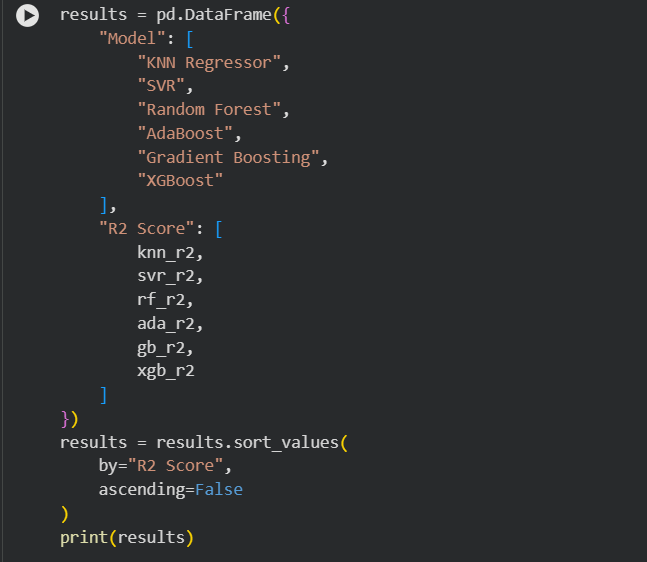 results = pd.DataFrame({
    "Model": [
        "KNN Regressor",
        "SVR",
        "Random Forest",
        "AdaBoost",
        "Gradient Boosting",
        "XGBoost"
    ],
    "R2 Score": [
        knn_r2,
        svr_r2,
        rf_r2,
        ada_r2,
        gb_r2,
        xgb_r2
    ]
})
results = results.sort_values(
    by="R2 Score",
    ascending=False
)
print(results)